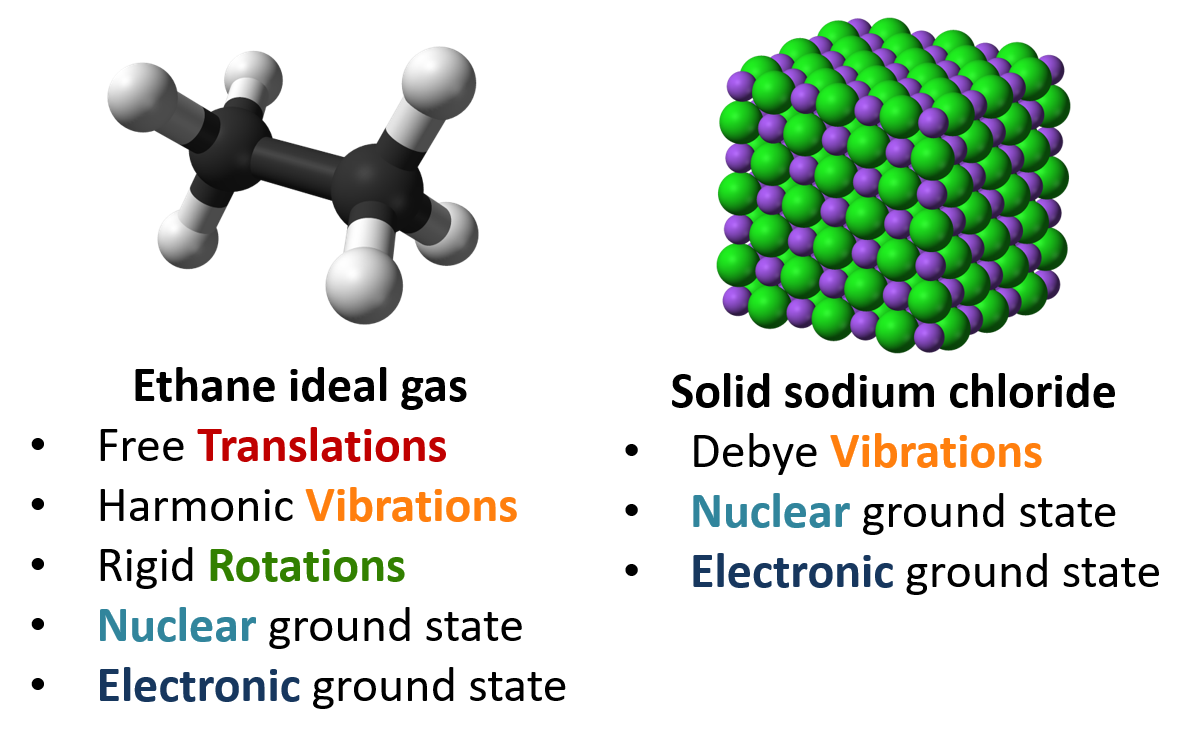 Ethane ideal gas
• Free Translations
• Harmonic Vibrations
• Rigid Rotations
• Nuclear ground state
• Electronic ground state
Solid sodium chloride
• Debye Vibrations
• Nuclear ground state
• Electronic ground state